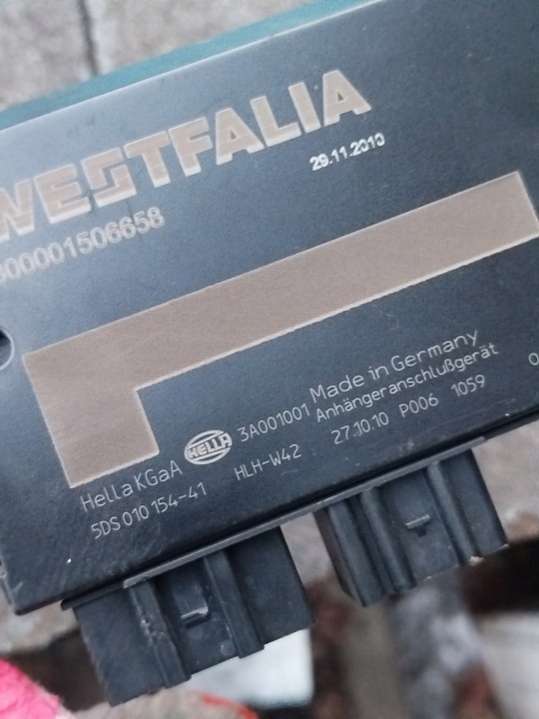 WESTFALIA
29.11.2010
900001506658
Made in Germany
Anhängeranschlußgerät
3A001001
HELLA
Hella KGaA
27.10.10 P006 1059
HLH-W42
5DS 010 154-41